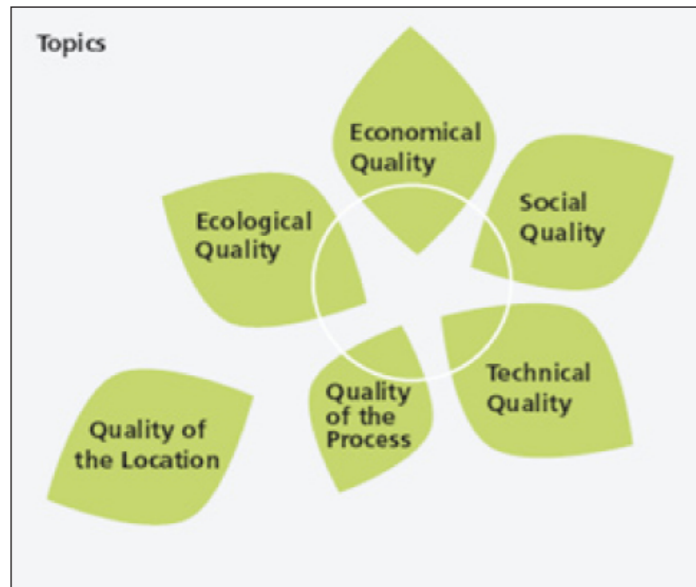 Topics
Economical
Quality
Social
Quality
Ecological
Quality
Technical
Quality
Quality
of the
Process
Quality of
the Location